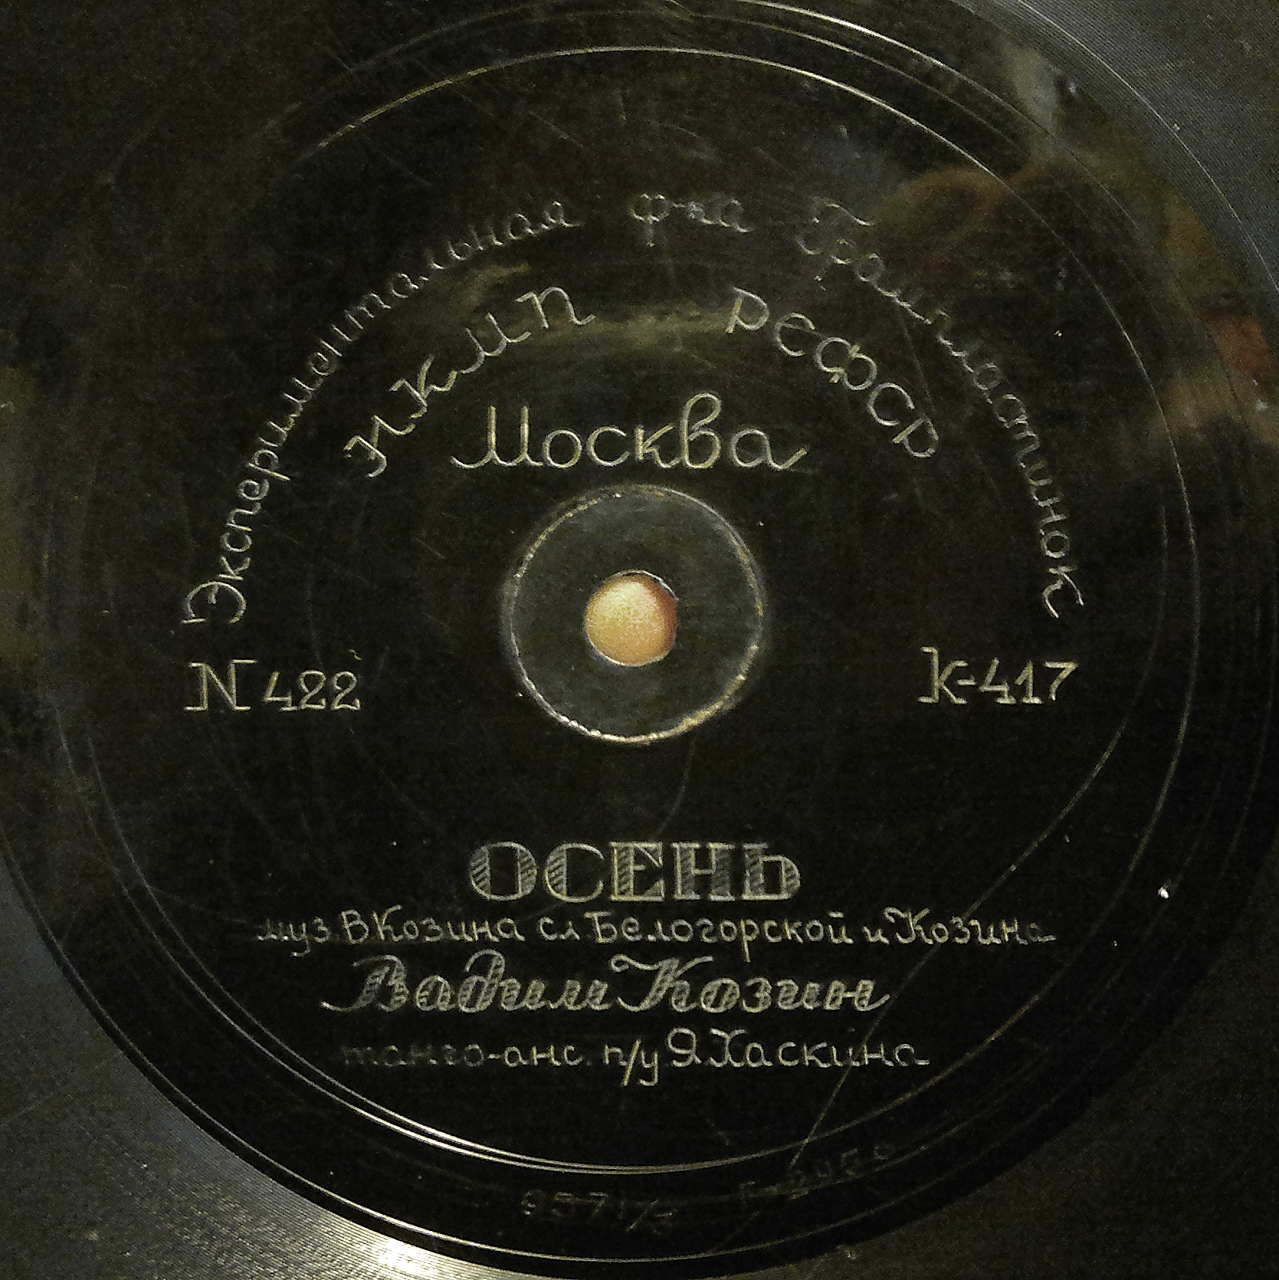 Экспериментальная ф-ка Грампластинок
НКМП РСФСР
Москва
N 422
К-417
ОСЕНЬ
муз. В Козина сл Белогорской и Козина
Вадим Козин
танго-анс. п/у Я. Хаскина